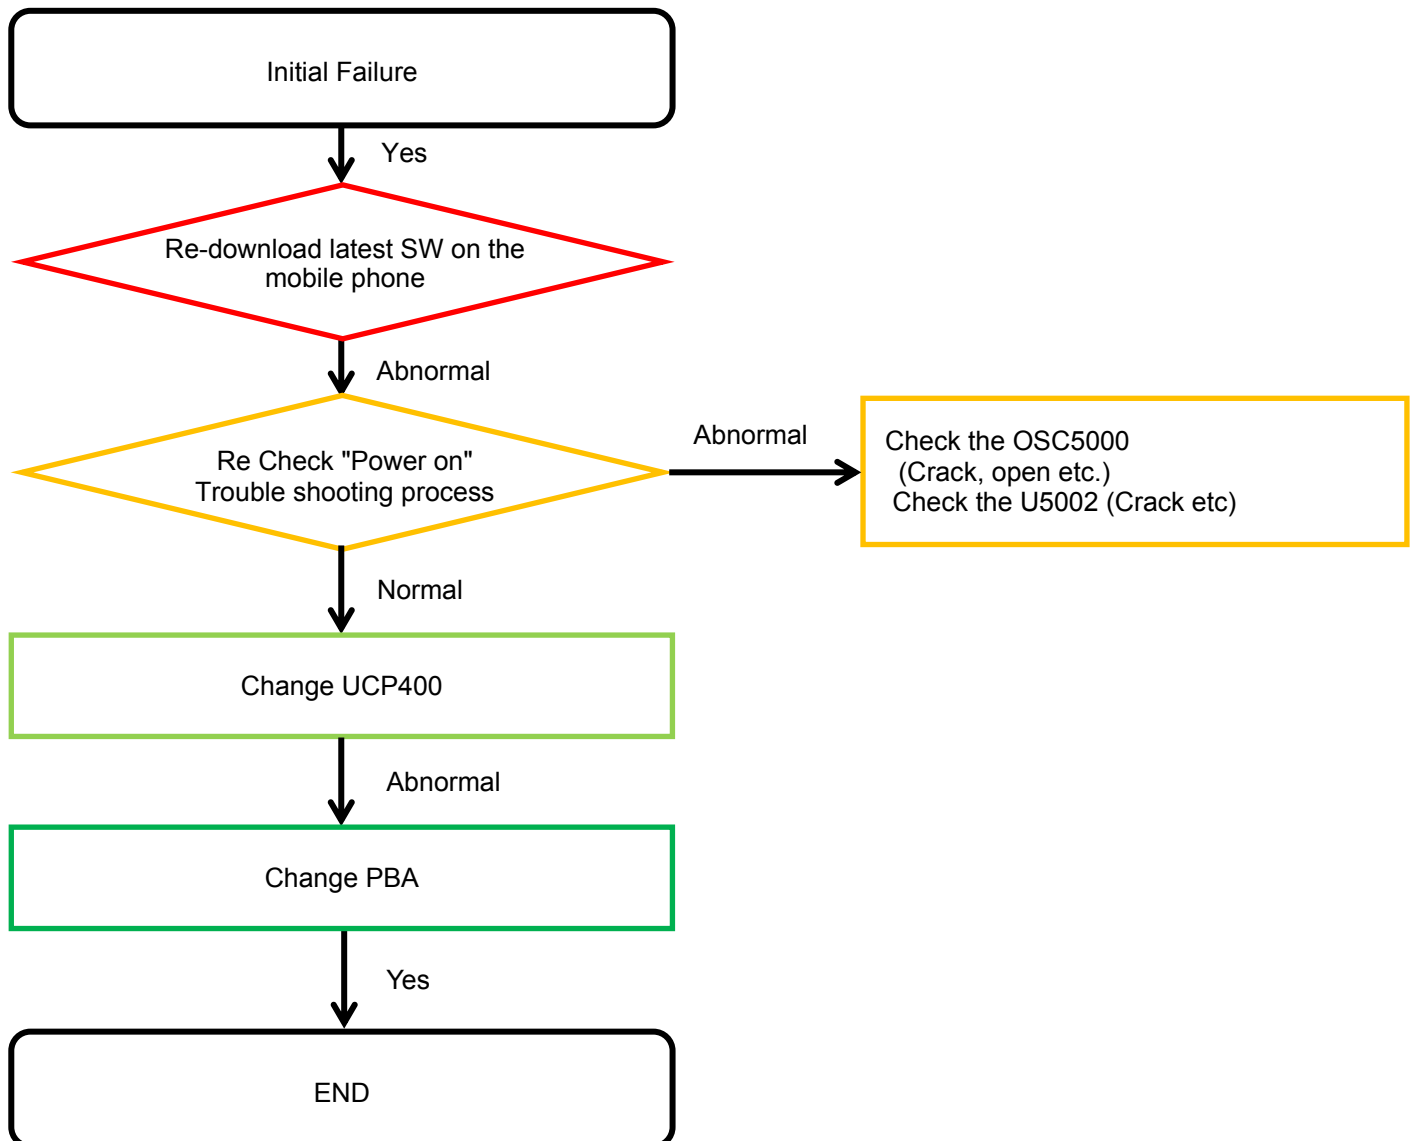 Initial Failure
Yes
Re-download latest SW on the
mobile phone
Abnormal
Re Check "Power on"
Trouble shooting process
Abnormal
Check the OSC5000
(Crack, open etc.)
Check the U5002 (Crack etc)
Normal
Change UCP400
Abnormal
Change PBA
Yes
END